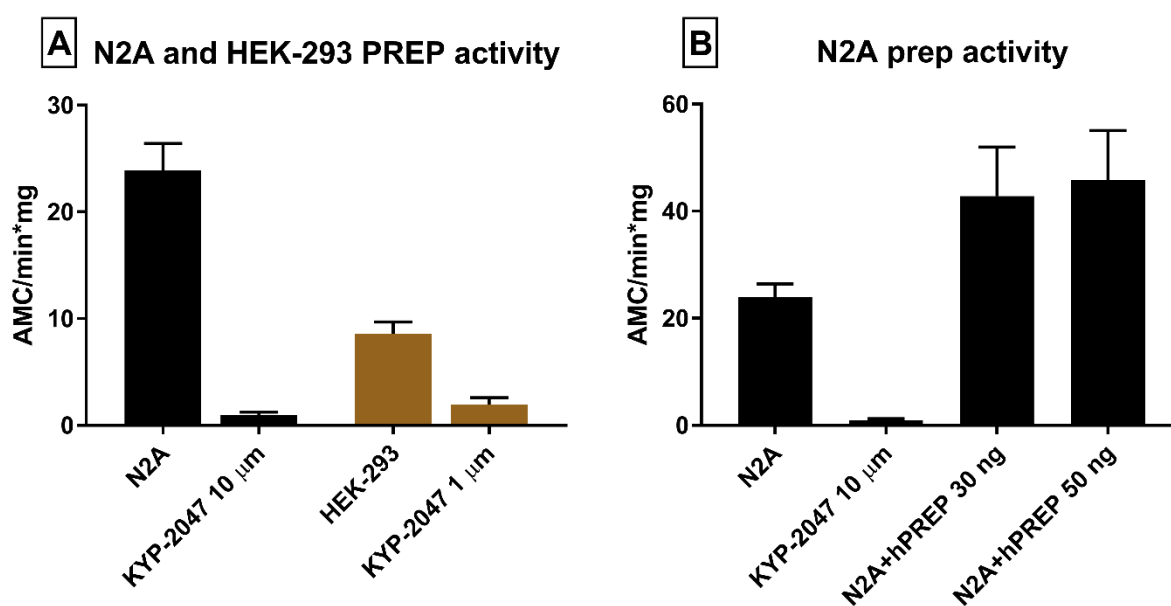 A
N2A and HEK-293 PREP activity
AMC/min*mg
30
20
10
0
N2A
KYP-2047 10 μm
HEK-293
KYP-2047 1 μm
B
N2A prep activity
AMC/min*mg
60
40
20
0
N2A
KYP-2047 10 μm
N2A+hPREP 30 ng
N2A+hPREP 50 ng